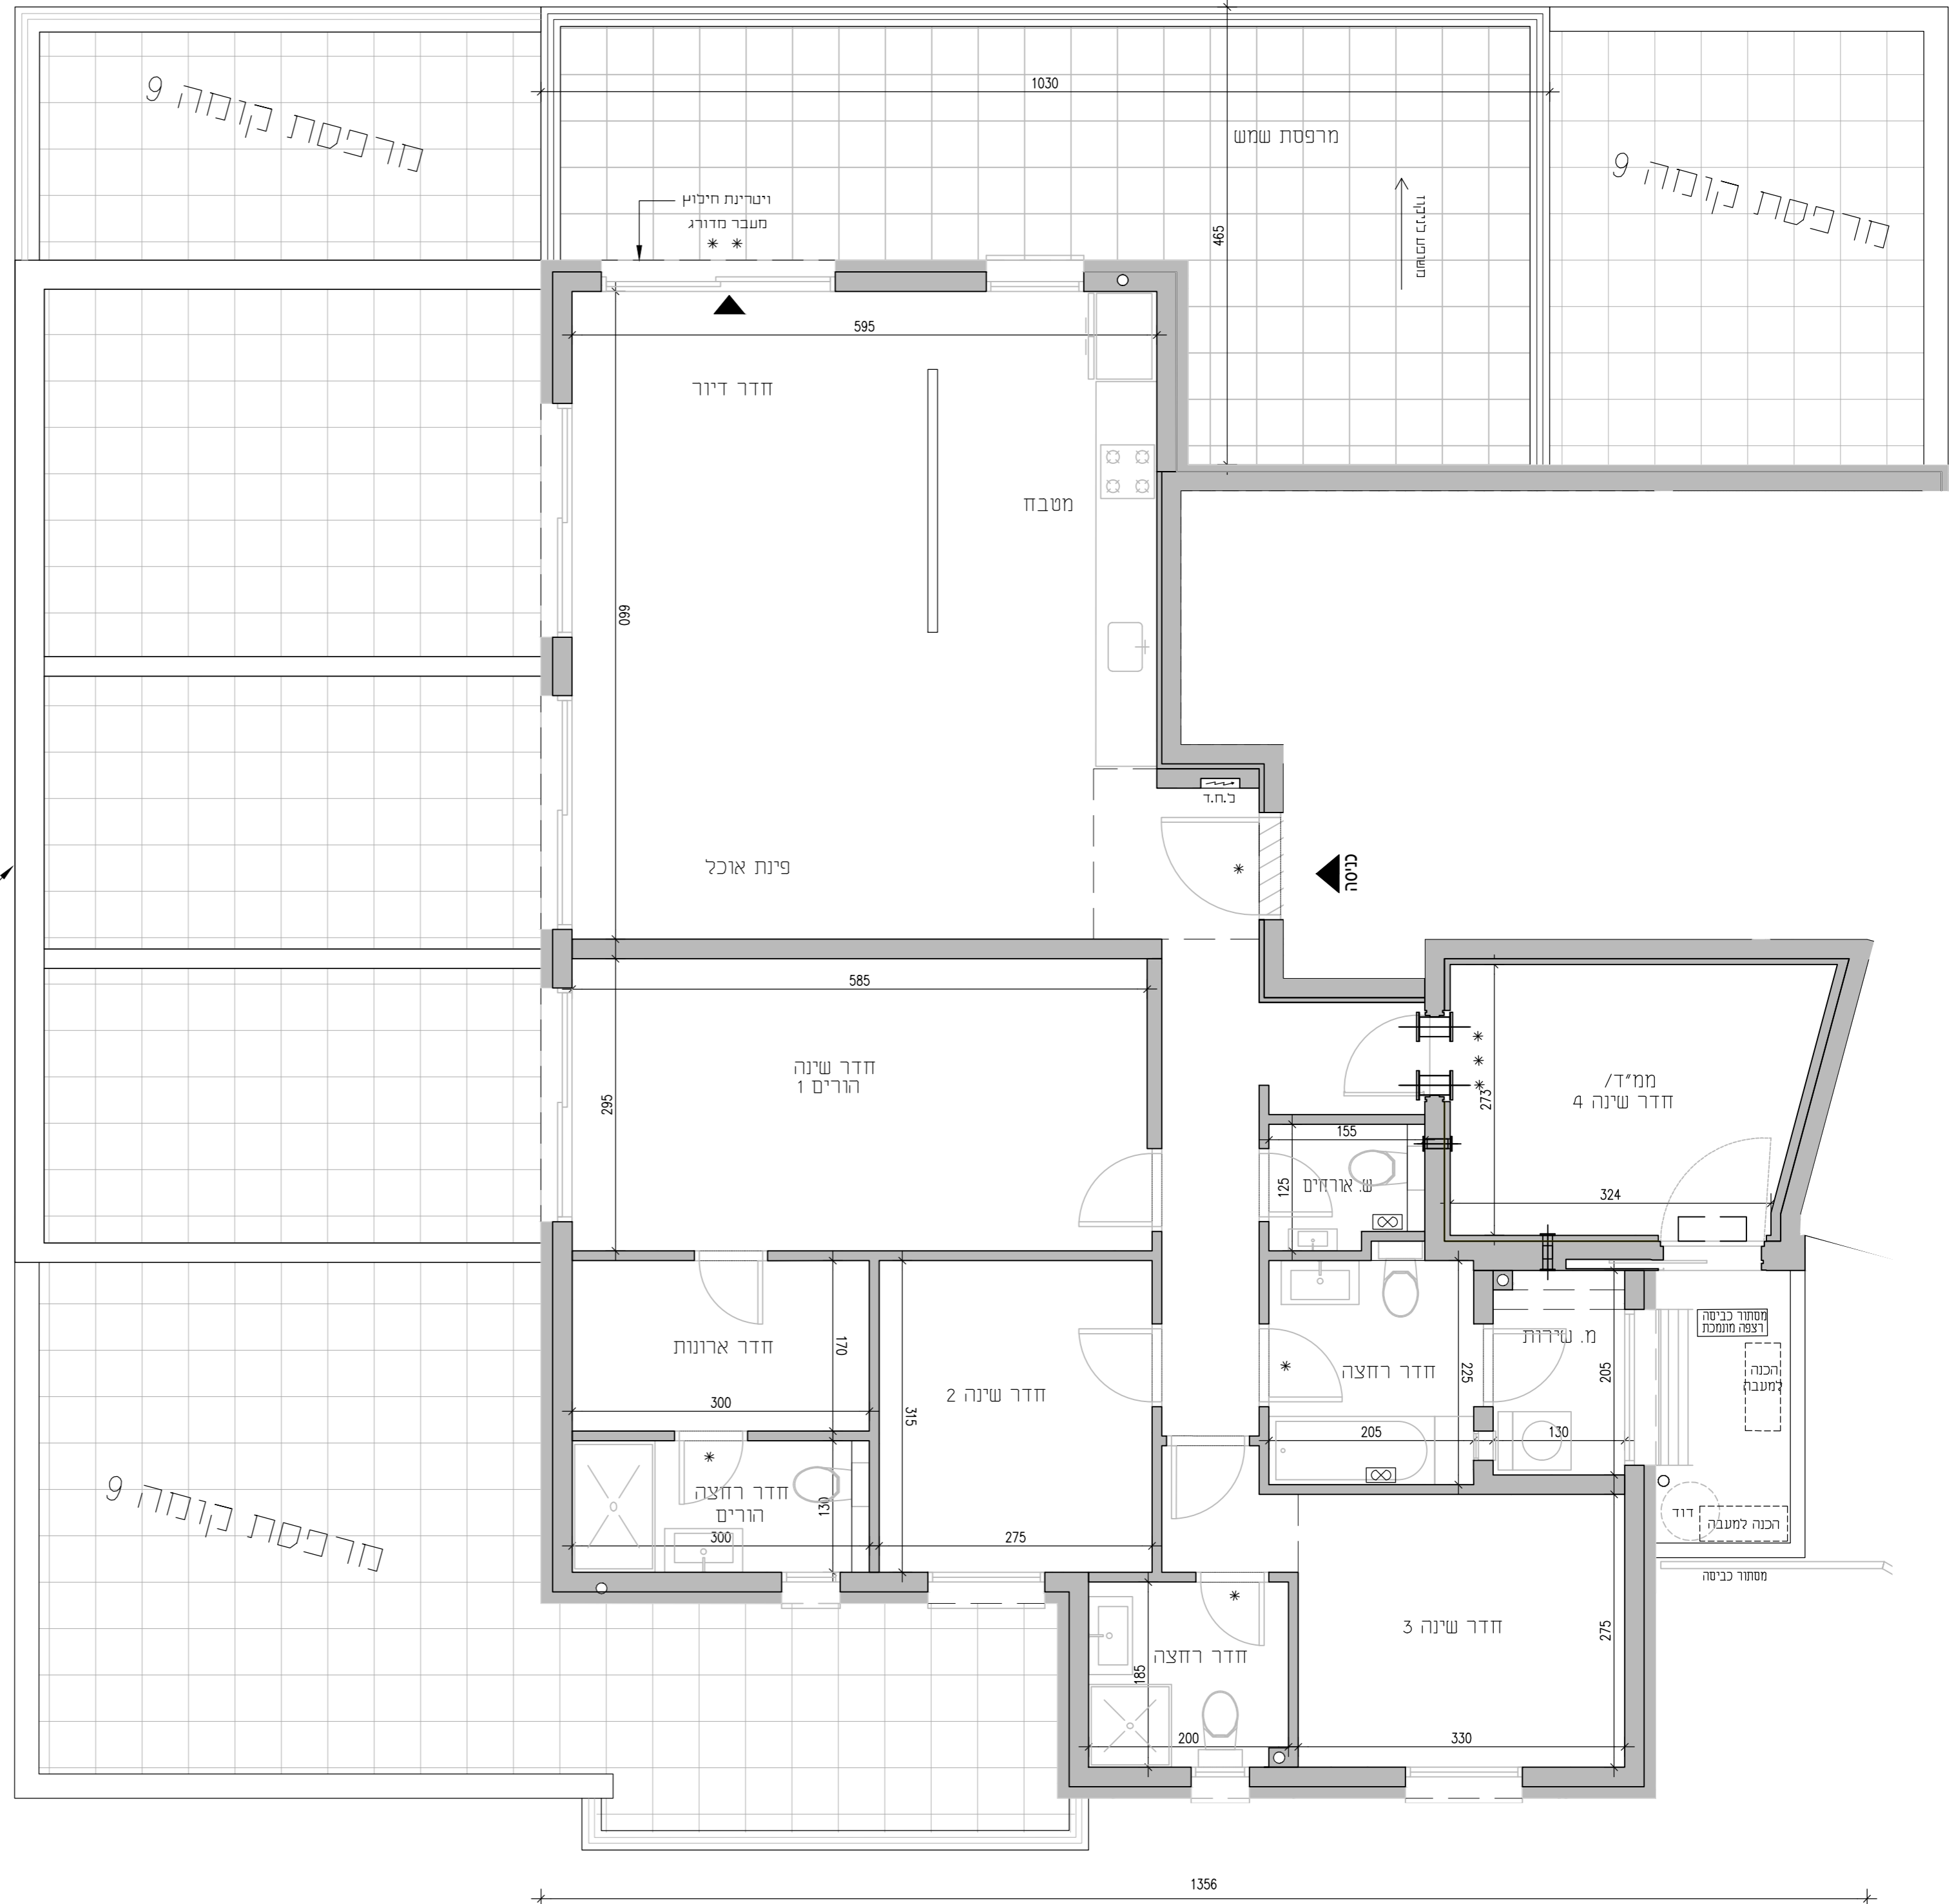 מרפסת קומה 9
1030
מרפסת שמש
מרפסת קומה 9
ויטרינת חילוץ
מעבר מדורג
* *
465
משופע לניקוז
595
חדר דיור
מטבח
660
ל.ח.ד
פינת אוכל
*
כניסה
585
חדר שינה
הורים 1
295
*
*
*
273
ממ״ד/
חדר שינה 4
155
125
ש. אורחים
324
חדר ארונות
170
300
חדר שינה 2
315
*
חדר רחצה
225
205
מ. שירות
205
130
מסתור כביסה
רצפה מונמכת
הכנה
למעבה
*
חדר רחצה
הורים
130
300
275
דוד
הכנה למעבה
מסתור כביסה
מרפסת קומה 9
*
חדר רחצה
185
200
חדר שינה 3
275
330
1356